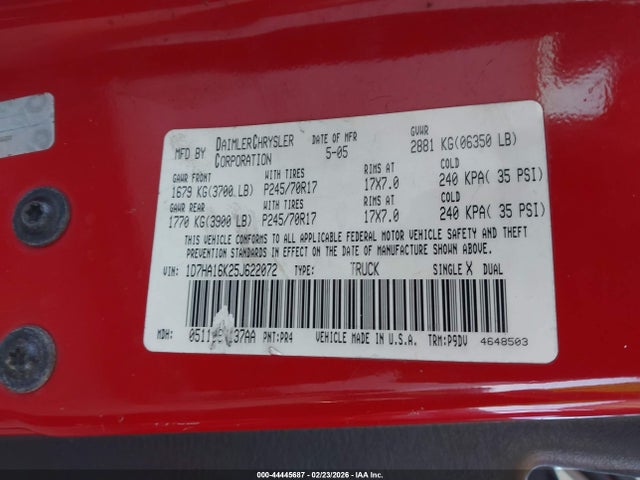 MFD BY DAIMLERCHRYSLER CORPORATION DATE OF MFR 5-05 GVWR 2881 KG(06350 LB)
GAWR FRONT WITH TIRES RIMS AT COLD
1679 KG(3700 LB) P245/70R17 17X7.0 240 KPA( 35 PSI)
GAWR REAR WITH TIRES RIMS AT COLD
1770 KG(3900 LB) P245/70R17 17X7.0 240 KPA( 35 PSI)
THIS VEHICLE CONFORMS TO ALL APPLICABLE FEDERAL MOTOR VEHICLE SAFETY AND THEFT
PREVENTION STANDARDS IN EFFECT ON THE DATE OF MANUFACTURE SHOWN ABOVE.
VIN: 1D7HA16K25J622072 TYPE: TRUCK SINGLE X DUAL
MDH: PNT:PR4 VEHICLE MADE IN U.S.A. TRM:P9DV 4648503
000-44445687 - 02/23/2026 - IAA Inc.